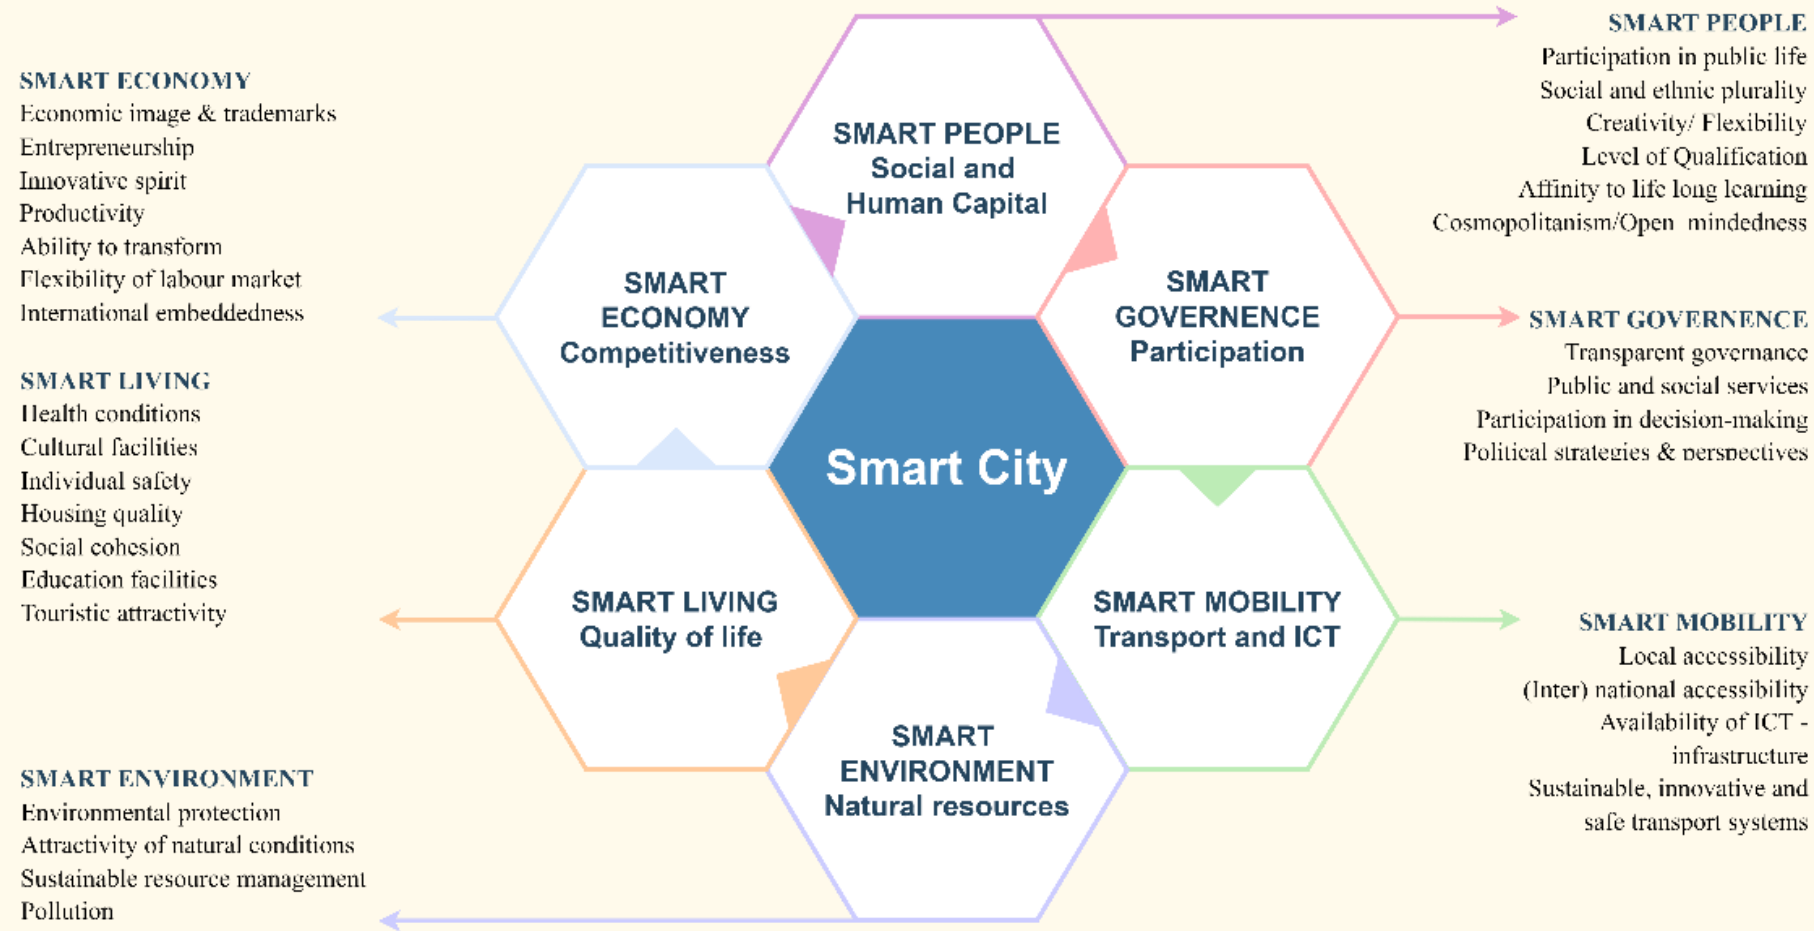 SMART ECONOMY
Economic image & trademarks
Entrepreneurship
Innovative spirit
Productivity
Ability to transform
Flexibility of labour market
International embeddedness
SMART LIVING
Health conditions
Cultural facilities
Individual safety
Housing quality
Social cohesion
Education facilities
Touristic attractivity
SMART ENVIRONMENT
Environmental protection
Attractivity of natural conditions
Sustainable resource management
Pollution
SMART PEOPLE
Social and
Human Capital
SMART
ECONOMY
Competitiveness
SMART
GOVERNENCE
Participation
Smart City
SMART LIVING
Quality of life
SMART MOBILITY
Transport and ICT
SMART
ENVIRONMENT
Natural resources
SMART PEOPLE
Participation in public life
Social and ethnic plurality
Creativity/ Flexibility
Level of Qualification
Affinity to life long learning
Cosmopolitanism/Open mindedness
SMART GOVERNENCE
Transparent governance
Public and social services
Participation in decision-making
Political strategies & perspectives
SMART MOBILITY
Local accessibility
(Inter) national accessibility
Availability of ICT -
infrastructure
Sustainable, innovative and
safe transport systems